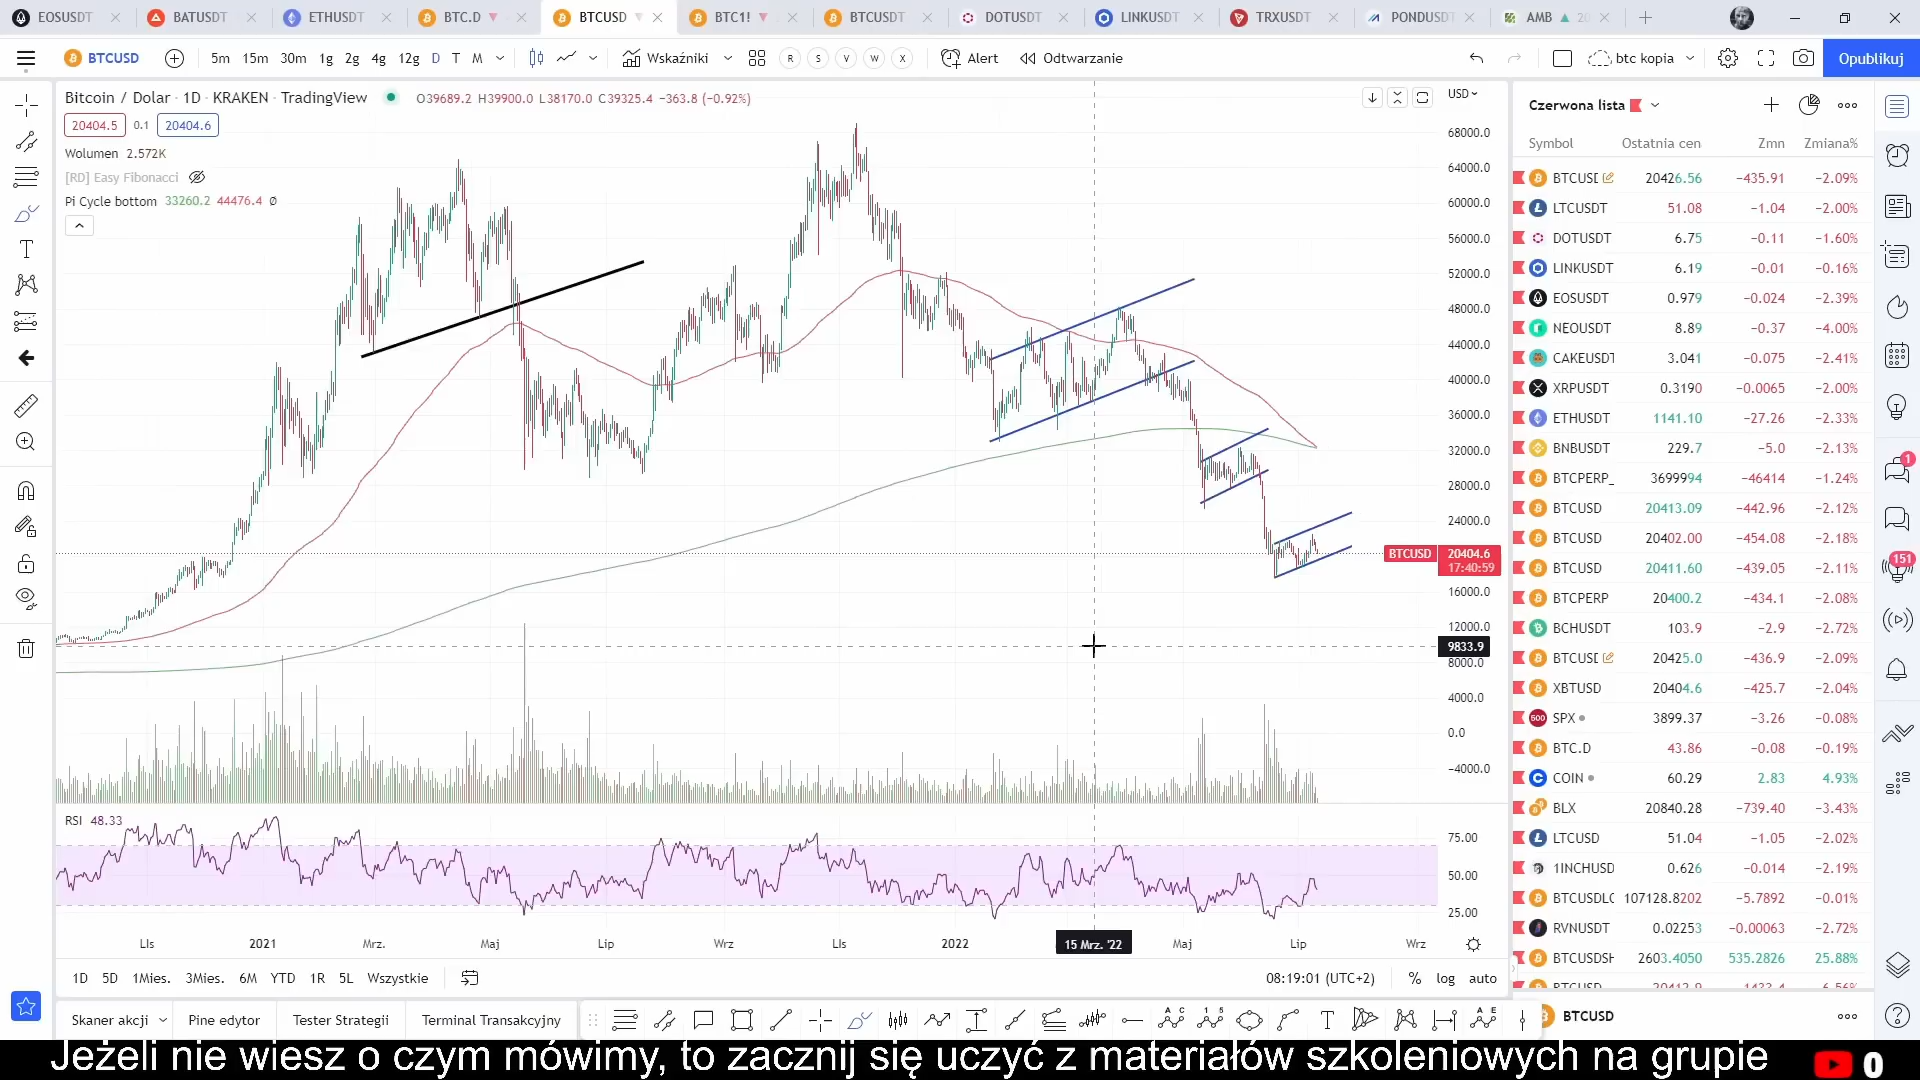 EOSUSDT BATUSDT ETHUSDT BTC.D BTCUSD BTC1! BTCUSDT DOTUSDT LINKUSDT TRXUSDT PONDUSDT AMB
BTCUSD 5m 15m 30m 1g 2g 4g 12g D T M Wskaźniki R S V W X Alert Odtwarzanie btc kopia Opublikuj
Bitcoin / Dolar · 1D · KRAKEN · TradingView O39689.2 H39900.0 L38170.0 C39325.4 −363.8 (−0.92%)
20404.5 0.1 20404.6
Wolumen 2.572K
[RD] Easy Fibonacci
Pi Cycle bottom 33260.2 44476.4 Ø
USD
68000.0
64000.0
60000.0
56000.0
52000.0
48000.0
44000.0
40000.0
36000.0
32000.0
28000.0
24000.0
BTCUSD 20404.6
17:40:59
16000.0
12000.0
9833.9
8000.0
4000.0
0.0
−4000.0
RSI 48.33
75.00
50.00
25.00
LIs 2021 Mrz. Maj Lip Wrz LIs 2022 15 Mrz. '22 Maj Lip Wrz
1D 5D 1Mies. 3Mies. 6M YTD 1R 5L Wszystkie 08:19:01 (UTC+2) % log auto
Skaner akcji Pine edytor Tester Strategii Terminal Transakcyjny
Czerwona lista
Symbol Ostatnia cen Zmn Zmiana%
BTCUSD 20426.56 −435.91 −2.09%
LTCUSDT 51.08 −1.04 −2.00%
DOTUSDT 6.75 −0.11 −1.60%
LINKUSDT 6.19 −0.01 −0.16%
EOSUSDT 0.979 −0.024 −2.39%
NEOUSDT 8.89 −0.37 −4.00%
CAKEUSDT 3.041 −0.075 −2.41%
XRPUSDT 0.3190 −0.0065 −2.00%
ETHUSDT 1141.10 −27.26 −2.33%
BNBUSDT 229.7 −5.0 −2.13%
BTCPERP_ 3699994 −46414 −1.24%
BTCUSD 20413.09 −442.96 −2.12%
BTCUSD 20402.00 −454.08 −2.18%
BTCUSD 20411.60 −439.05 −2.11%
BTCPERP 20400.2 −434.1 −2.08%
BCHUSDT 103.9 −2.9 −2.72%
BTCUSD 20425.0 −436.9 −2.09%
XBTUSD 20404.6 −425.7 −2.04%
SPX 3899.37 −3.26 −0.08%
BTC.D 43.86 −0.08 −0.19%
COIN 60.29 2.83 4.93%
BLX 20840.28 −739.40 −3.43%
LTCUSD 51.04 −1.05 −2.02%
1INCHUSD 0.626 −0.014 −2.19%
BTCUSDLO 107128.8202 −5.7892 −0.01%
RVNUSDT 0.02253 −0.00063 −2.72%
BTCUSDSH 2603.4050 535.2826 25.88%
BTCUSD
1
151
Jeżeli nie wiesz o czym mówimy, to zacznij się uczyć z materiałów szkoleniowych na grupie
0